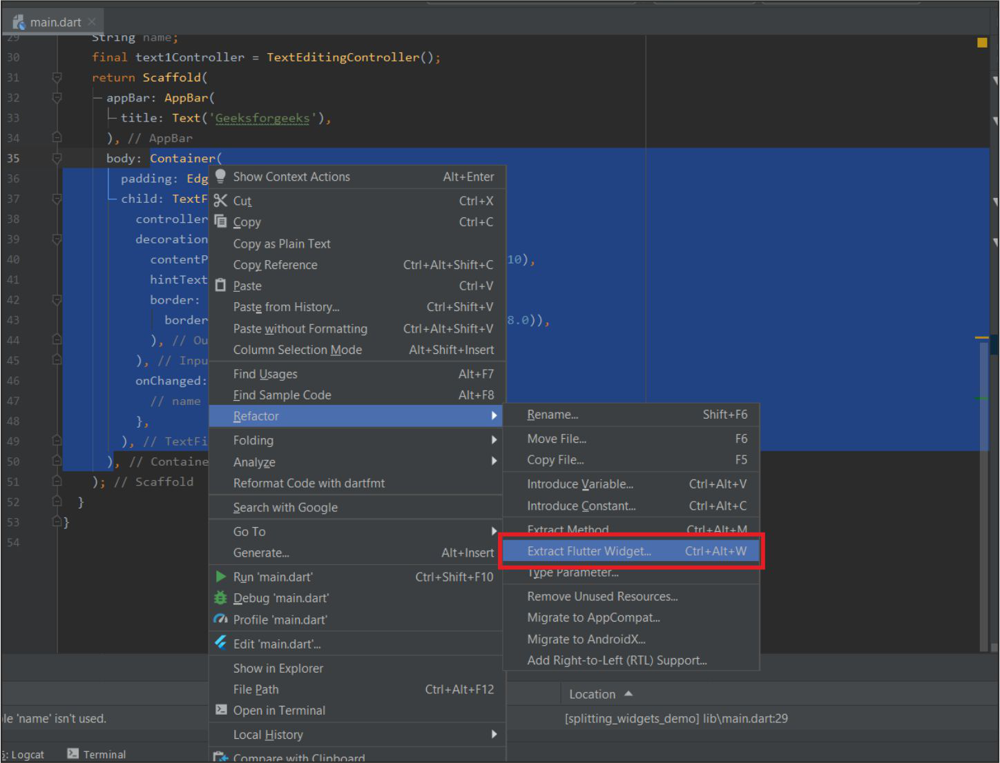 main.dart
29 String name;
30 final text1Controller = TextEditingController();
31 return Scaffold(
32 appBar: AppBar(
33 title: Text('Geeksforgeeks'),
34 ), // AppBar
35 body: Container(
36 padding: Edg
37 child: TextF
38 controller
39 decoration
40 contentP 10),
41 hintText
42 border:
43 border 8.0)),
44 ), // Ou
45 ), // Inpu
46 onChanged:
47 // name
48 },
49 ), // TextFi
50 ), // Containe
51 ); // Scaffold
52 }
53 }
54
Show Context Actions Alt+Enter
Cut Ctrl+X
Copy Ctrl+C
Copy as Plain Text
Copy Reference Ctrl+Alt+Shift+C
Paste Ctrl+V
Paste from History... Ctrl+Shift+V
Paste without Formatting Ctrl+Alt+Shift+V
Column Selection Mode Alt+Shift+Insert
Find Usages Alt+F7
Find Sample Code Alt+F8
Refactor
Folding
Analyze
Reformat Code with dartfmt
Search with Google
Go To
Generate... Alt+Insert
Run 'main.dart' Ctrl+Shift+F10
Debug 'main.dart'
Profile 'main.dart'
Edit 'main.dart'...
Show in Explorer
File Path Ctrl+Alt+F12
Open in Terminal
Local History
Compare with Clipboard
Rename... Shift+F6
Move File... F6
Copy File... F5
Introduce Variable... Ctrl+Alt+V
Introduce Constant... Ctrl+Alt+C
Extract Method Ctrl+Alt+M
Extract Flutter Widget... Ctrl+Alt+W
Type Parameter...
Remove Unused Resources...
Migrate to AppCompat...
Migrate to AndroidX...
Add Right-to-Left (RTL) Support...
Location
le 'name' isn't used. [splitting_widgets_demo] lib\main.dart:29
: Logcat Terminal